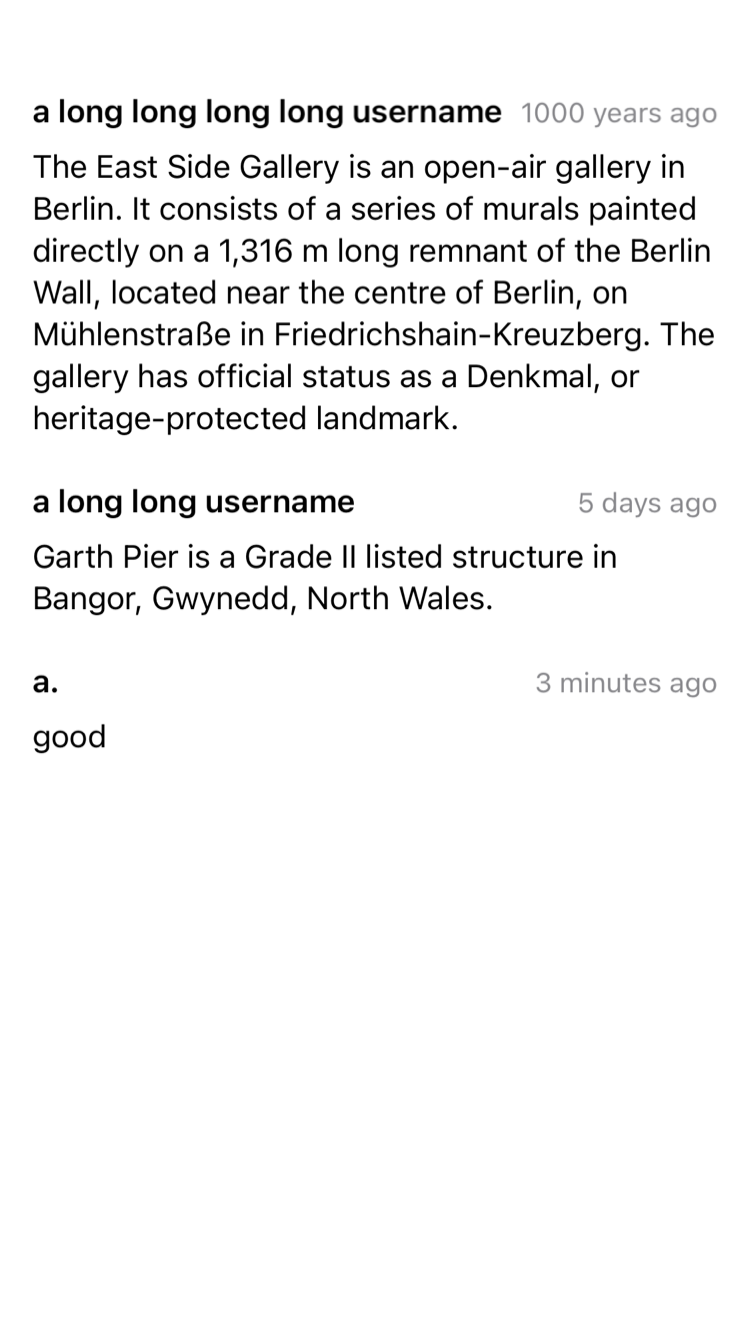 a long long long long username 1000 years ago
The East Side Gallery is an open-air gallery in
Berlin. It consists of a series of murals painted
directly on a 1,316 m long remnant of the Berlin
Wall, located near the centre of Berlin, on
Mühlenstraße in Friedrichshain-Kreuzberg. The
gallery has official status as a Denkmal, or
heritage-protected landmark.
a long long username 5 days ago
Garth Pier is a Grade II listed structure in
Bangor, Gwynedd, North Wales.
a. 3 minutes ago
good